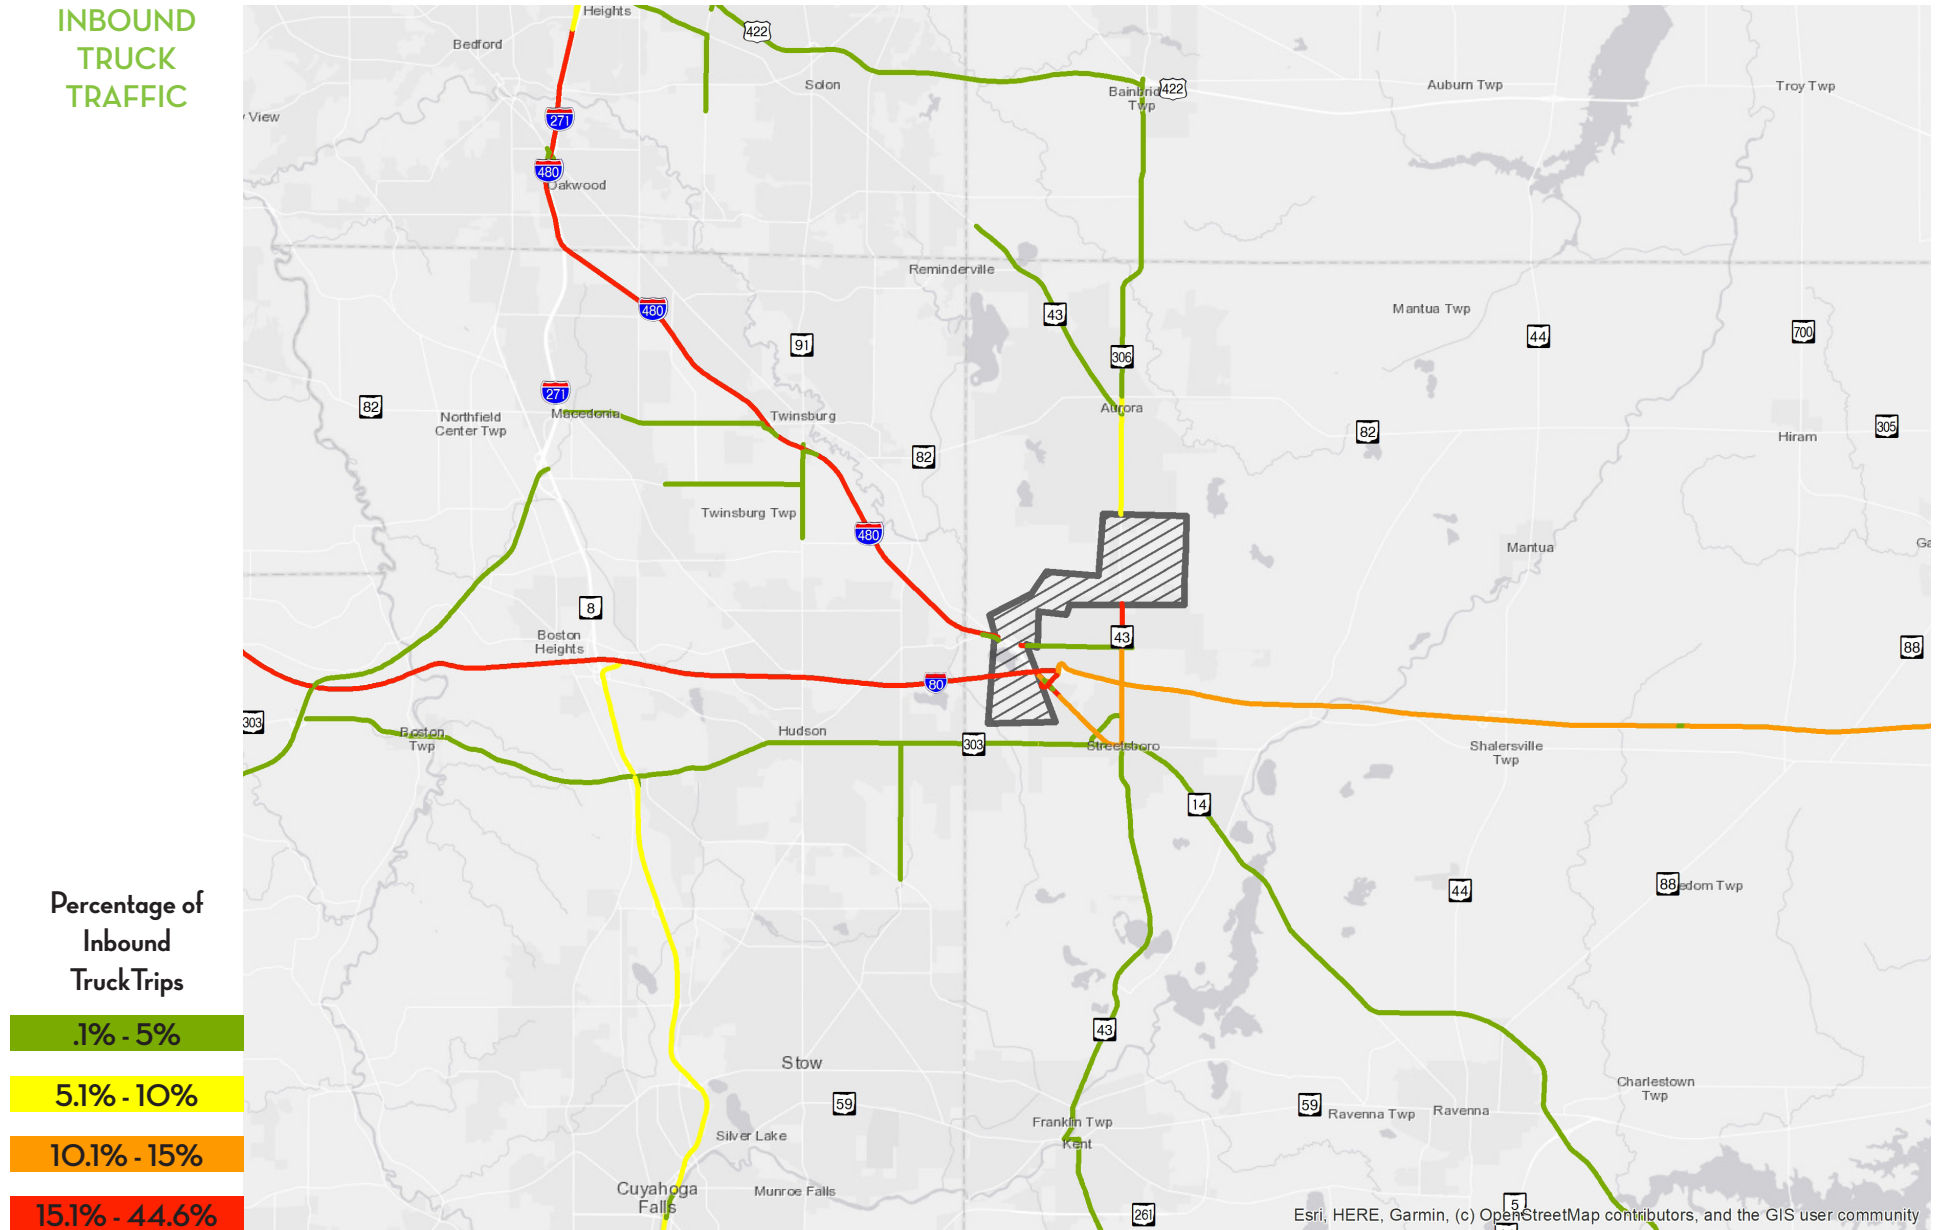 INBOUND
TRUCK
TRAFFIC
Heights
Bedford
422
Solon
Bainbrid
Twp
422
Auburn Twp
Troy Twp
View
271
480
Oakwood
Reminderville
480
43
Mantua Twp
44
700
91
306
271
82
Northfield
Center Twp
Macedonia
Twinsburg
Aurora
82
82
Hiram
305
Twinsburg Twp
480
Mantua
8
Boston
Heights
43
88
80
303
Boston
Twp
Hudson
303
Streetsboro
Shalersville
Twp
14
44
88
edom Twp
Percentage of
Inbound
Truck Trips
.1% - 5%
5.1% - 10%
10.1% - 15%
15.1% - 44.6%
43
Stow
59
59
Charlestown
Twp
Franklin Twp
Kent
Ravenna Twp
Ravenna
Silver Lake
Cuyahoga
Falls
Munroe Falls
261
5
Esri, HERE, Garmin, (c) OpenStreetMap contributors, and the GIS user community